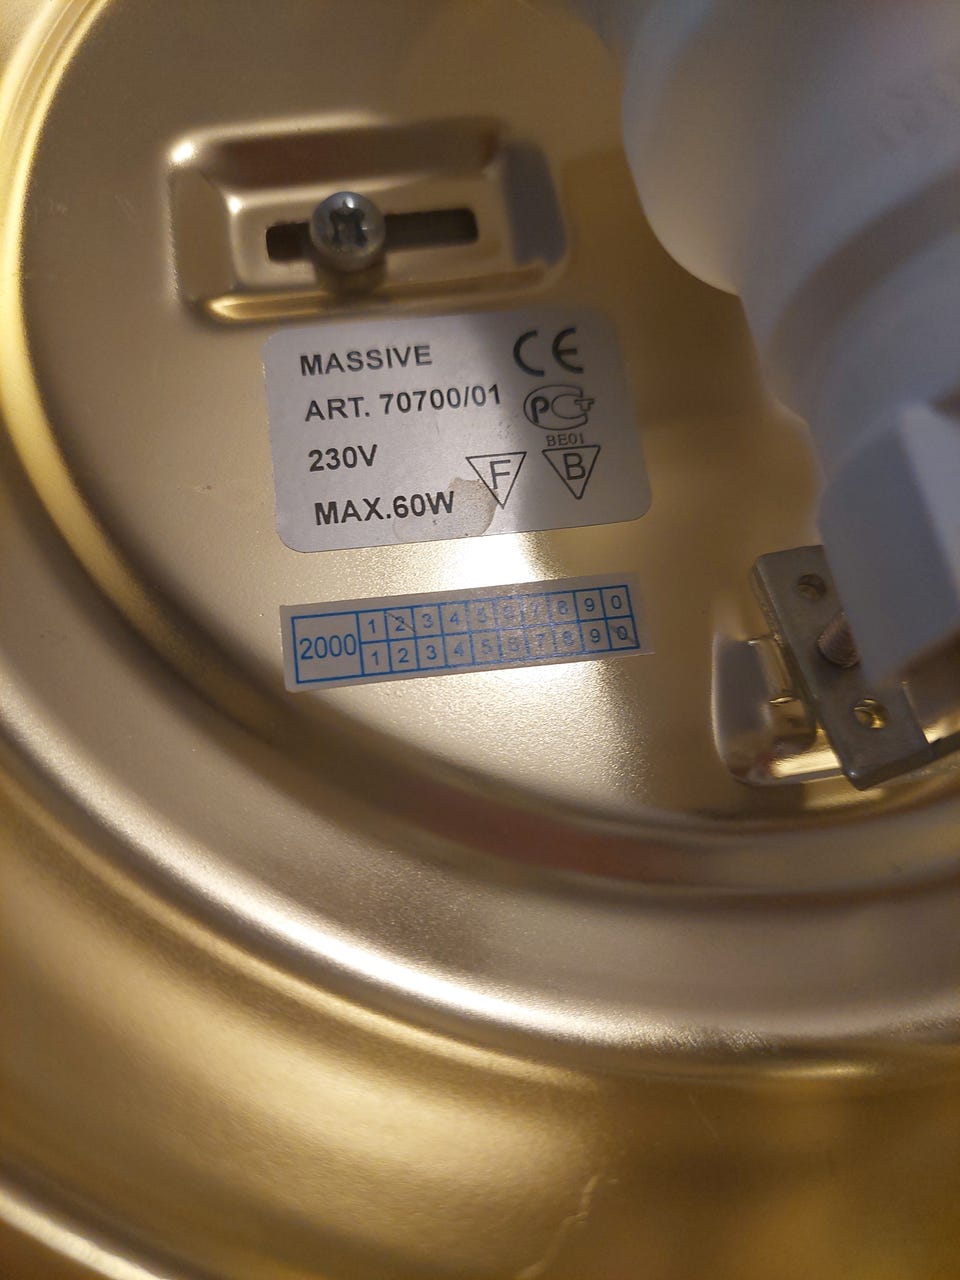 MASSIVE CE
ART. 70700/01 PCT
BE01
230V F B
MAX.60W
2000 1 2 3 4 5 6 7 8 9 0
1 2 3 4 5 6 7 8 9 0